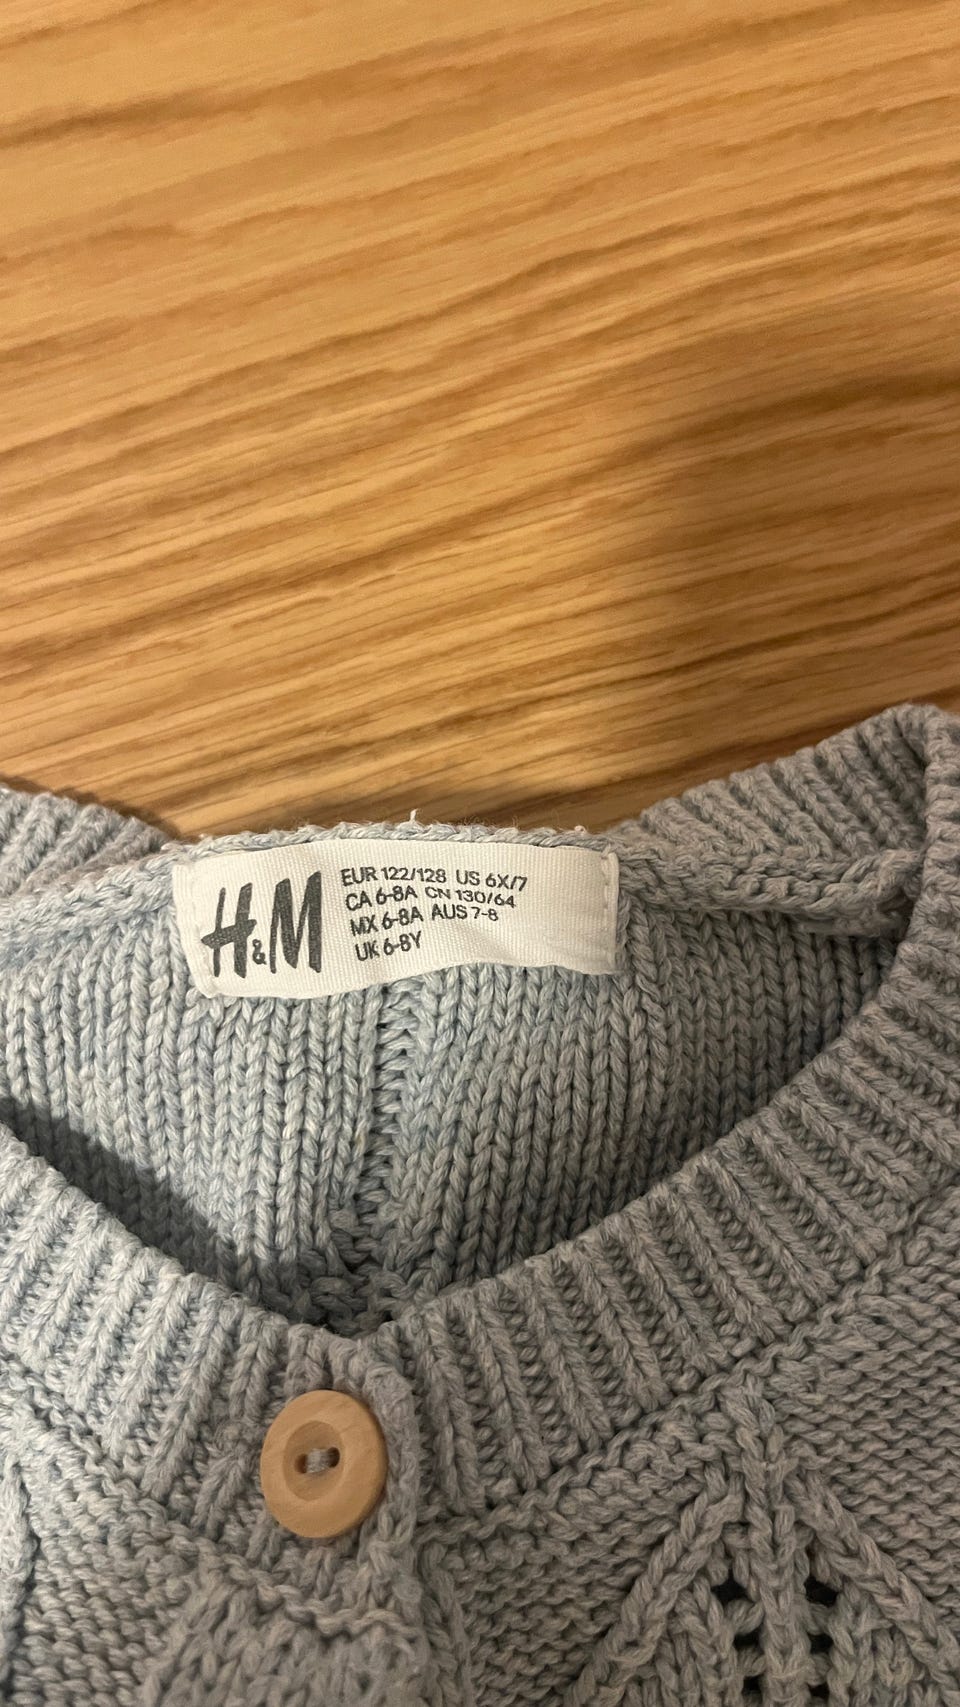 H&M
EUR 122/128 US 6X/7
CA 6-8A CN 130/64
MX 6-8A AUS 7-8
UK 6-8Y